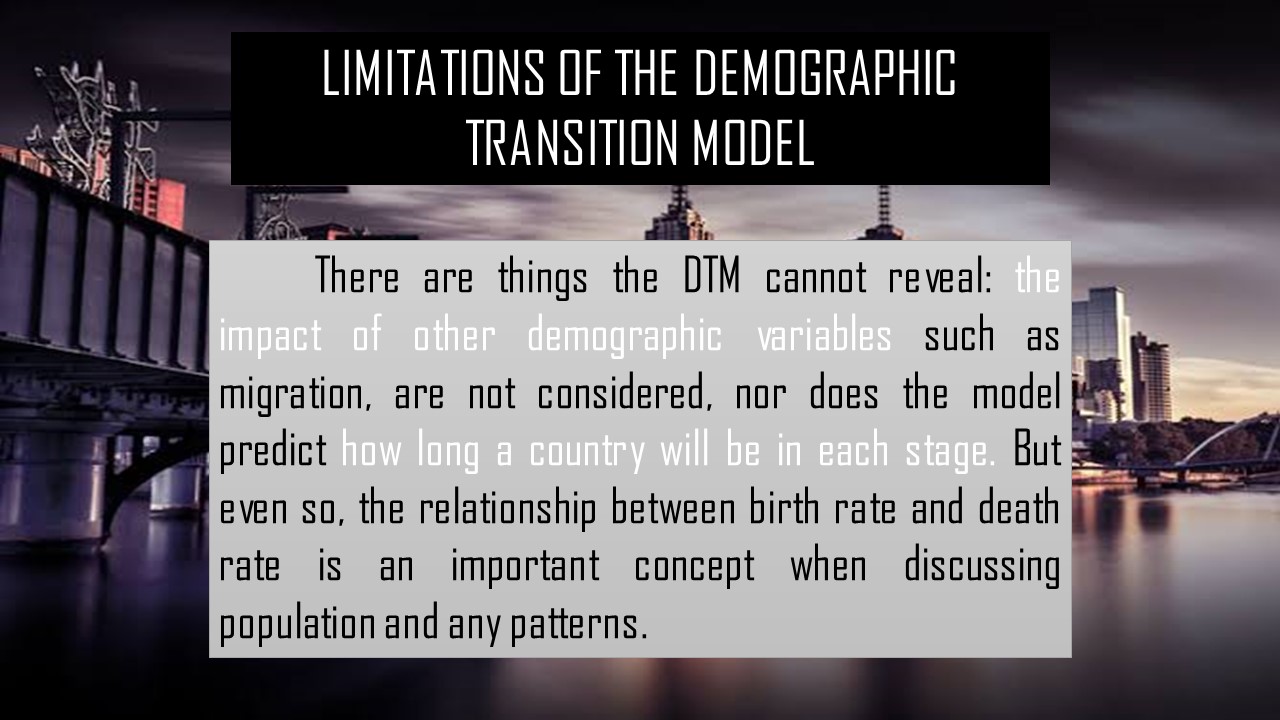 LIMITATIONS OF THE DEMOGRAPHIC
TRANSITION MODEL
There are things the DTM cannot reveal: the
impact of other demographic variables such as
migration, are not considered, nor does the model
predict how long a country will be in each stage. But
even so, the relationship between birth rate and death
rate is an important concept when discussing
population and any patterns.